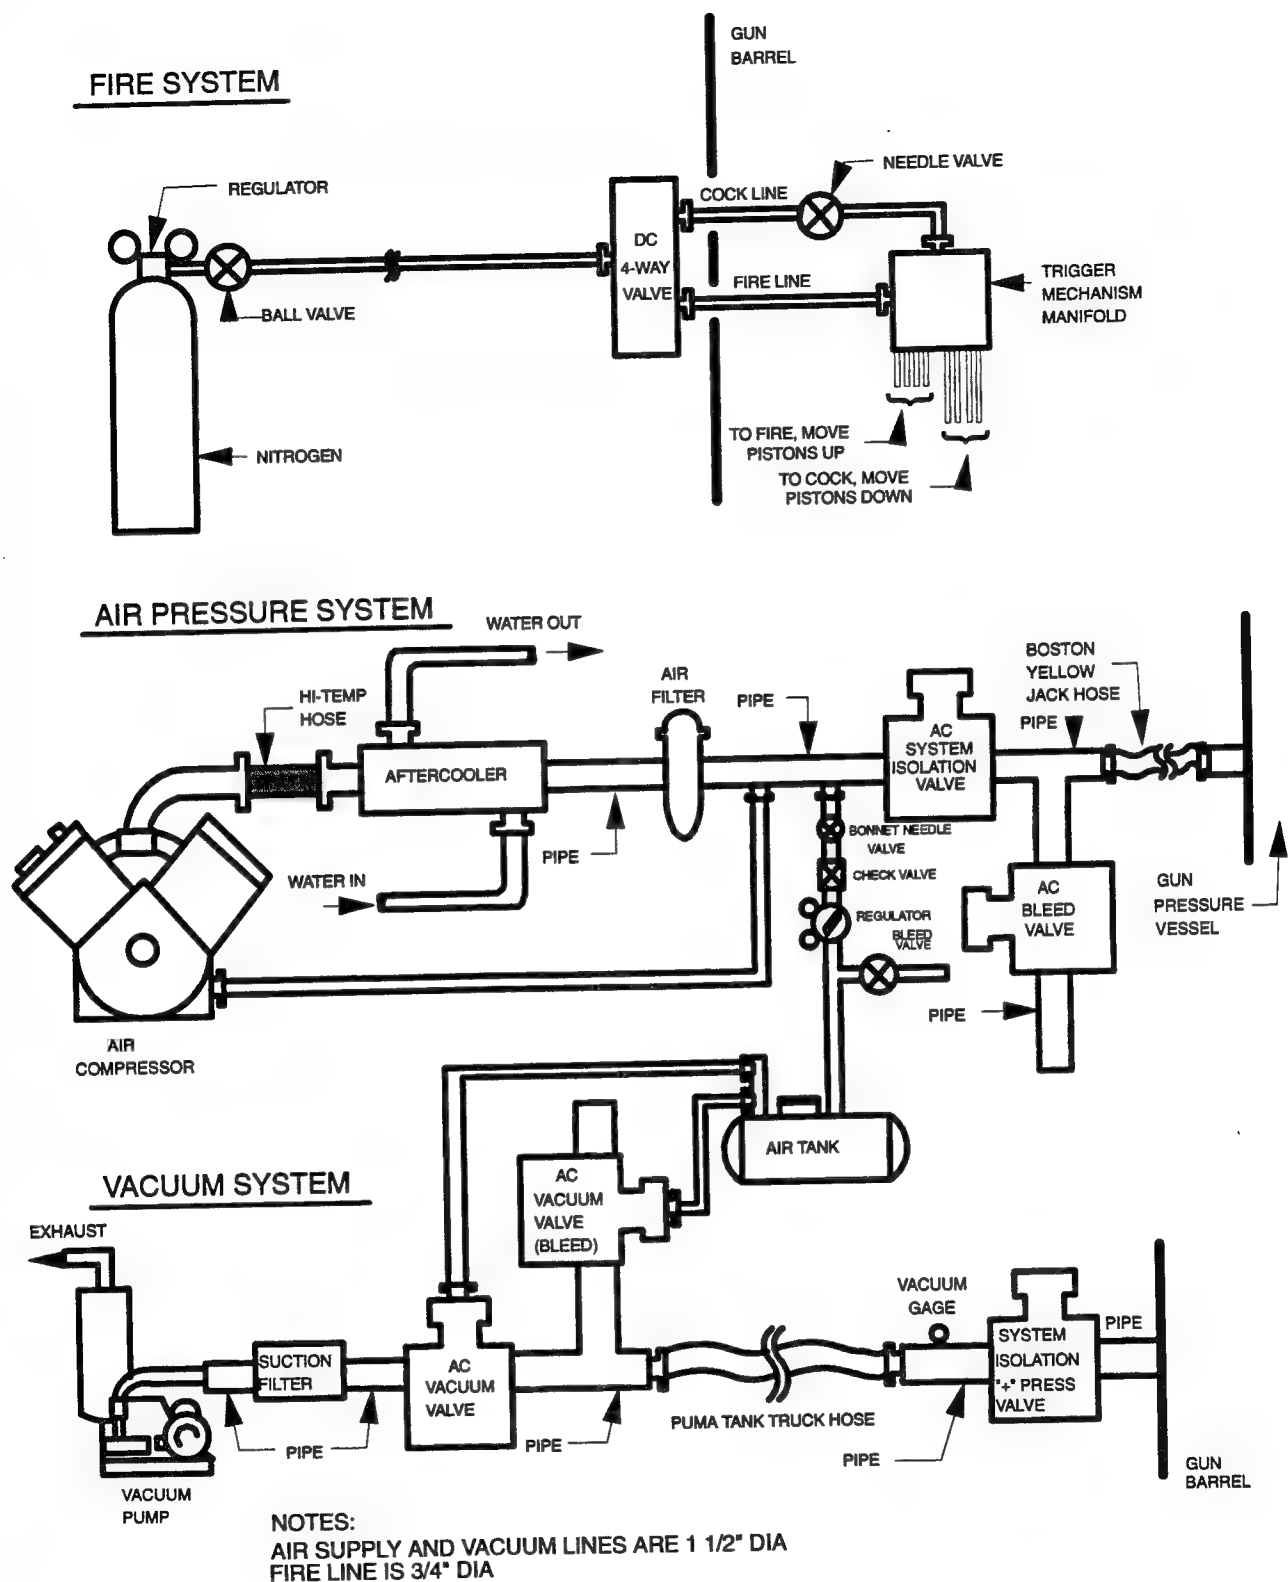 FIRE SYSTEM
GUN
BARREL
REGULATOR
COCK LINE
NEEDLE VALVE
DC
4-WAY
VALVE
FIRE LINE
TRIGGER
MECHANISM
MANIFOLD
BALL VALVE
NITROGEN
TO FIRE, MOVE
PISTONS UP
TO COCK, MOVE
PISTONS DOWN
AIR PRESSURE SYSTEM
WATER OUT
HI-TEMP
HOSE
AIR
FILTER
PIPE
BOSTON
YELLOW
JACK HOSE
PIPE
AC
SYSTEM
ISOLATION
VALVE
AFTERCOOLER
PIPE
WATER IN
BONNET NEEDLE
VALVE
CHECK VALVE
REGULATOR
BLEED
VALVE
AC
BLEED
VALVE
GUN
PRESSURE
VESSEL
PIPE
AIR
COMPRESSOR
AIR TANK
VACUUM SYSTEM
EXHAUST
AC
VACUUM
VALVE
(BLEED)
VACUUM
GAGE
SUCTION
FILTER
AC
VACUUM
VALVE
SYSTEM
ISOLATION
"+" PRESS
VALVE
PIPE
PIPE
PIPE
PUMA TANK TRUCK HOSE
PIPE
GUN
BARREL
VACUUM
PUMP
NOTES:
AIR SUPPLY AND VACUUM LINES ARE 1 1/2" DIA
FIRE LINE IS 3/4" DIA